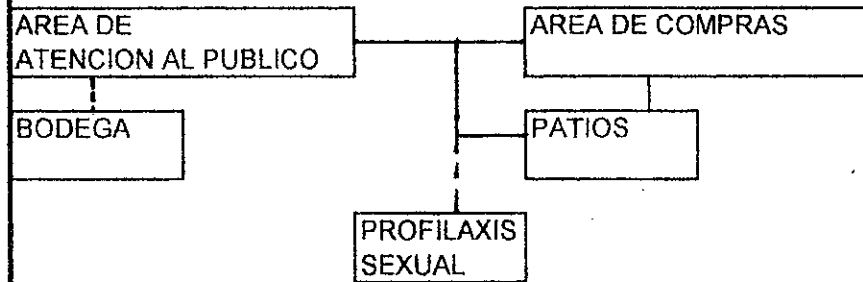 AREA DE
ATENCION AL PUBLICO
AREA DE COMPRAS
BODEGA
PATIOS
PROFILAXIS
SEXUAL